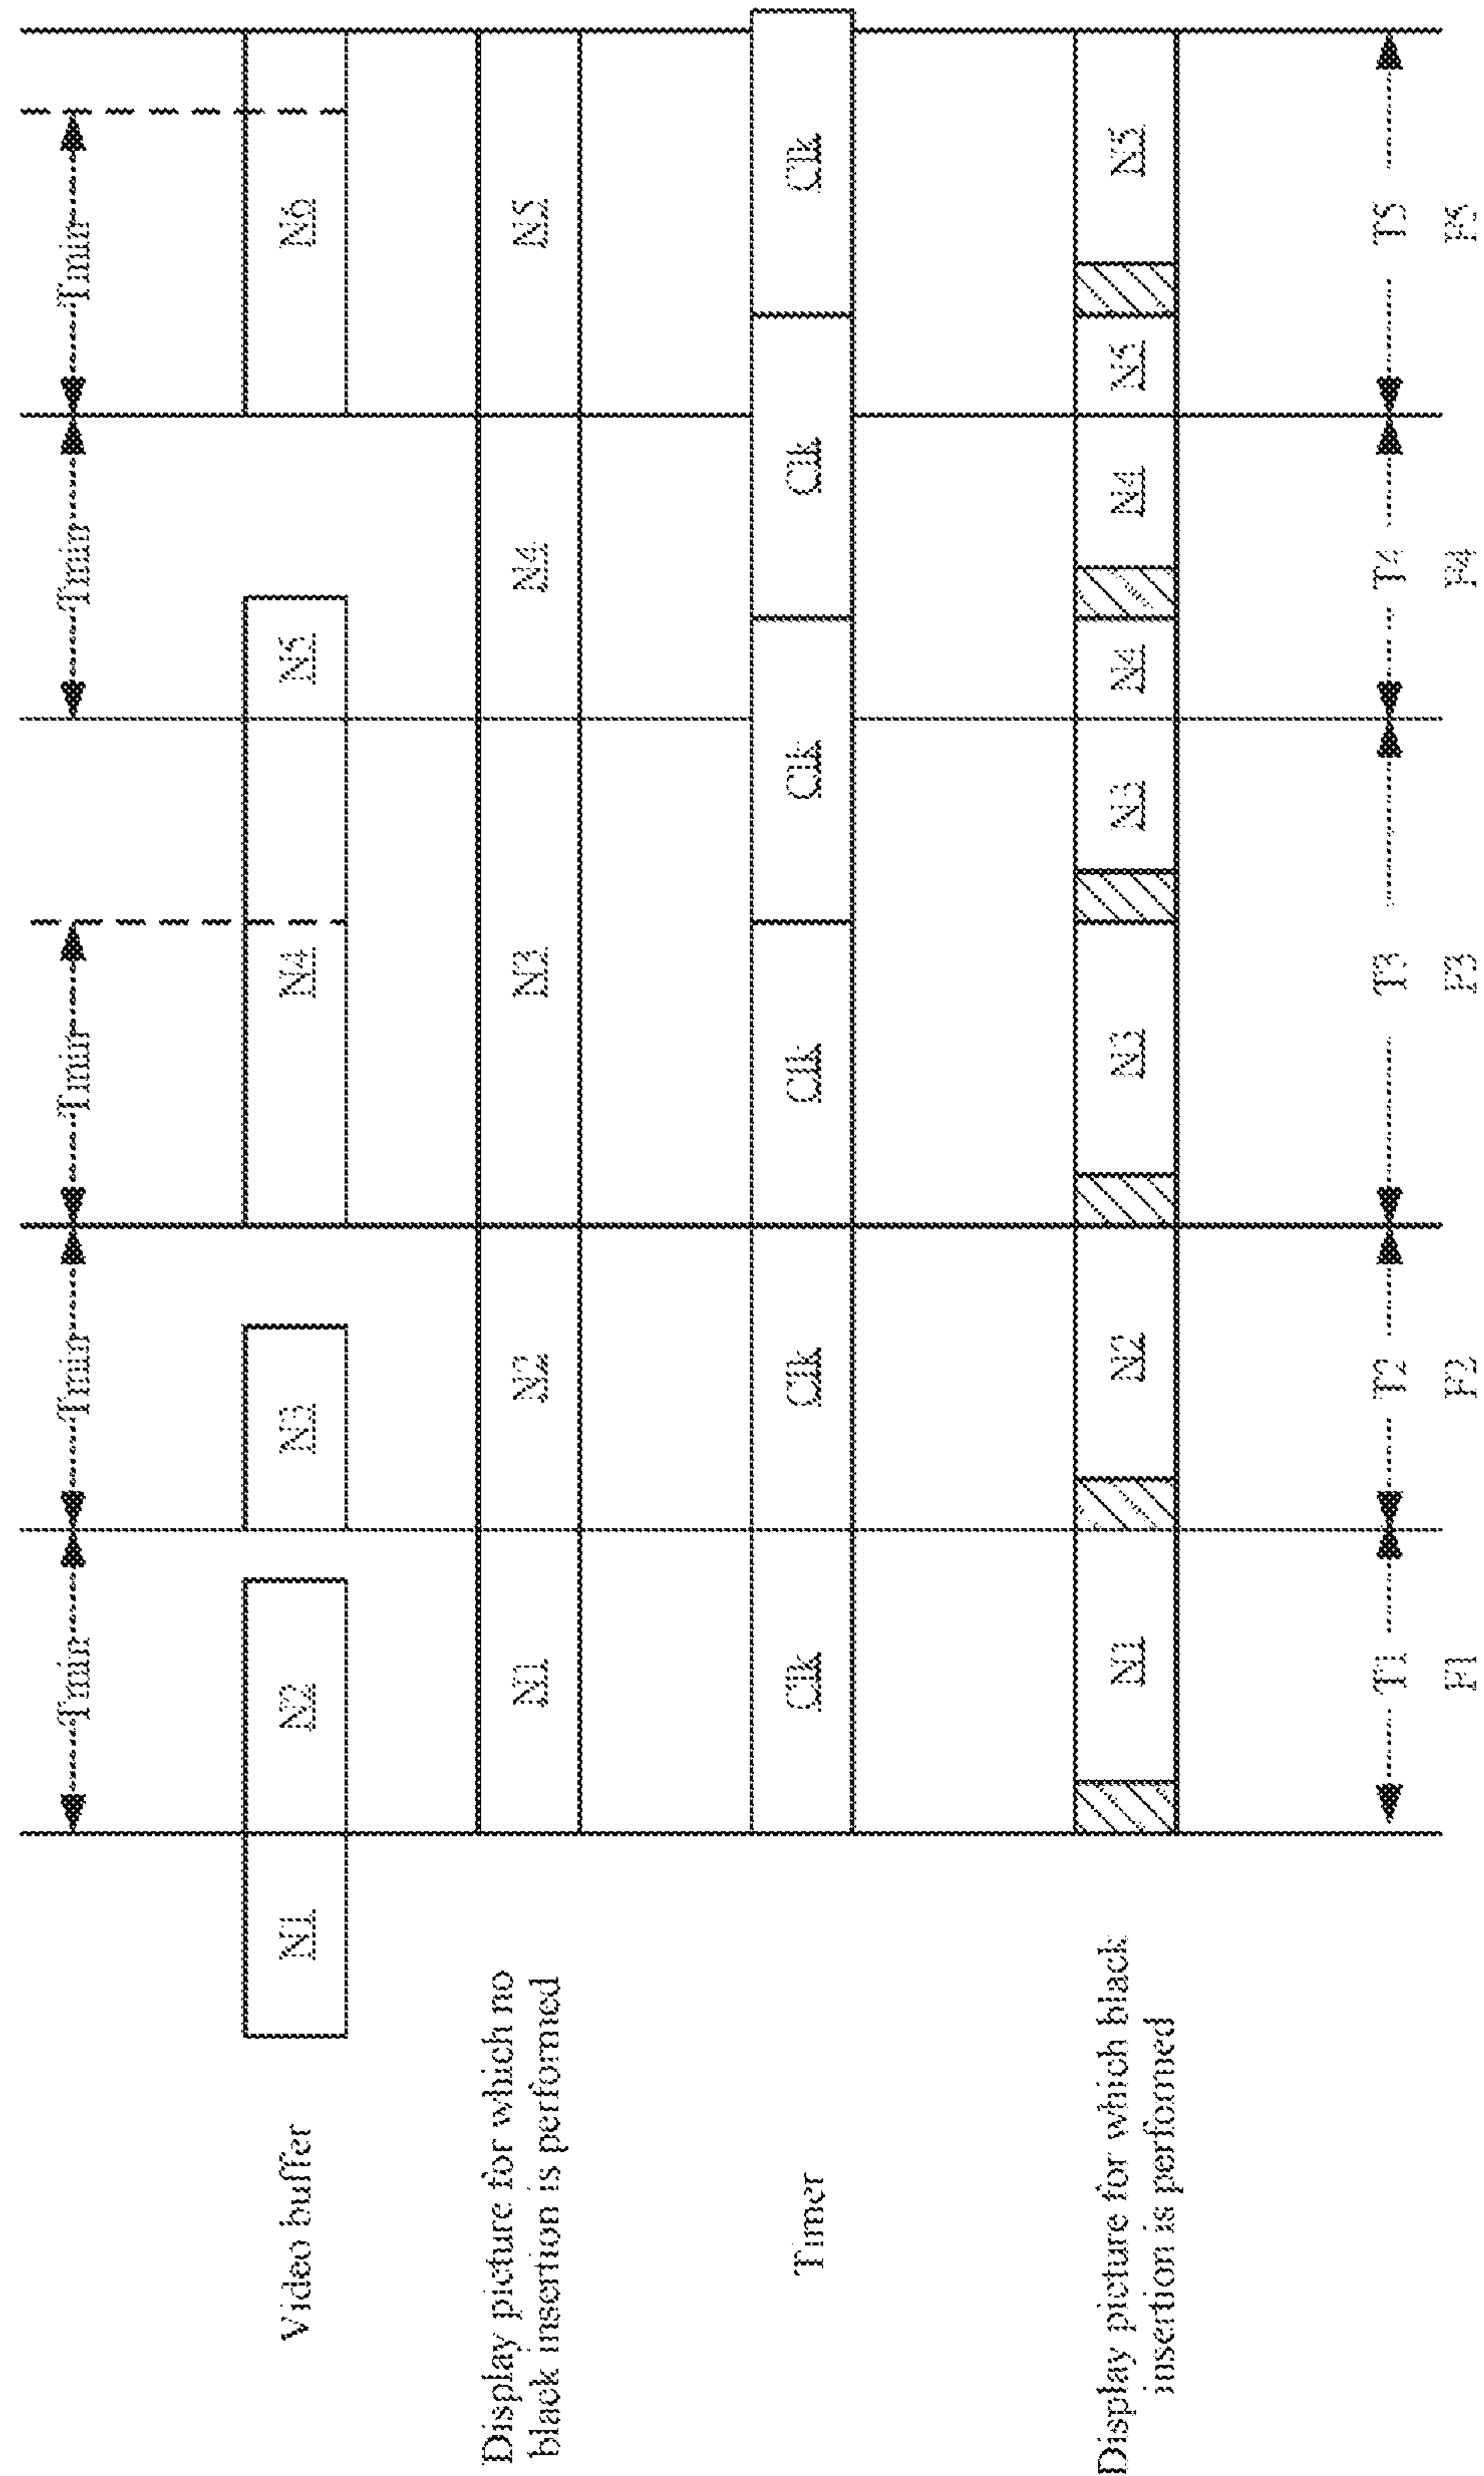 Tmin Tmin Tmin Tmin Tmin
Video buffer
N1 N2 N3 N4 N5 N6
Display picture for which no
black insertion is performed
N1 N2 N3 N4 N5
Timer
Clk Clk Clk Clk Clk Clk
Display picture for which black
insertion is performed
N1 N2 N3 N3 N4 N4 N5 N5
T1 T2 T3 T4 T5
F1 F2 F3 F4 F5